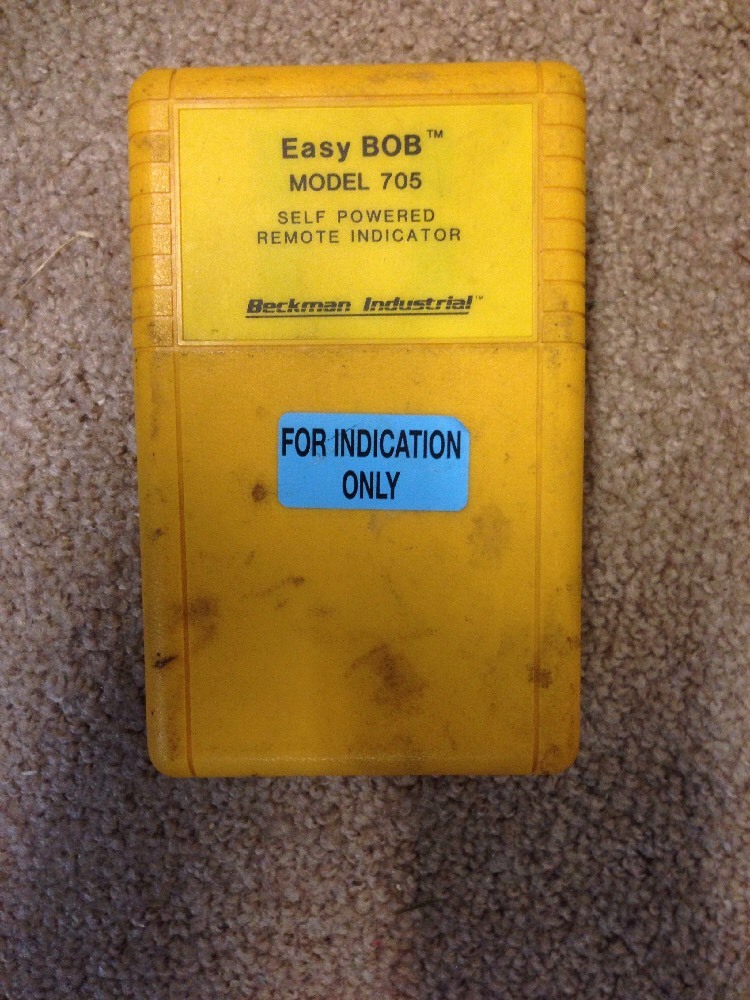 Easy BOB™
MODEL 705
SELF POWERED
REMOTE INDICATOR
Beckman Industrial™
FOR INDICATION
ONLY